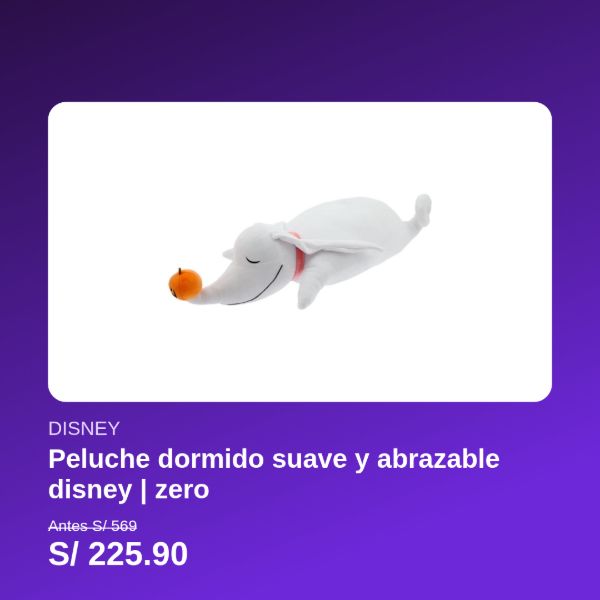 DISNEY
Peluche dormido suave y abrazable
disney | zero
Antes S/ 569
S/ 225.90